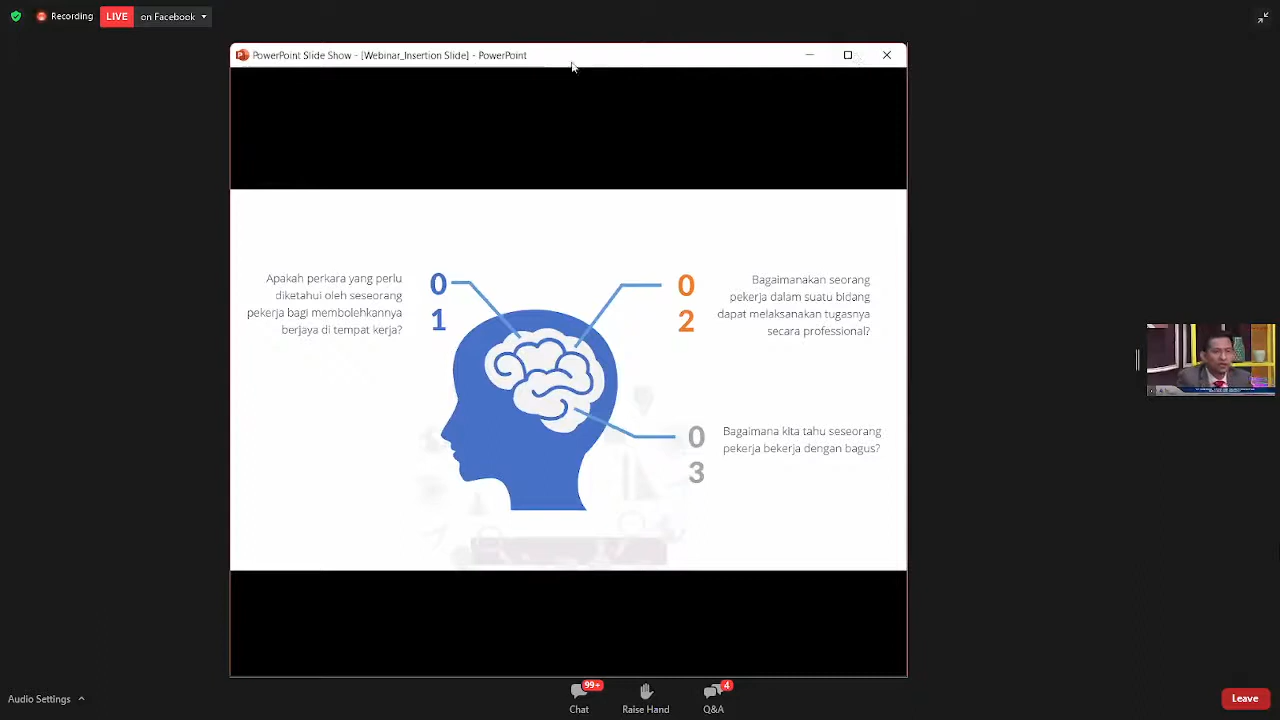 Recording
LIVE
on Facebook
PowerPoint Slide Show - [Webinar_Insertion Slide] - PowerPoint
Apakah perkara yang perlu
diketahui oleh seseorang
pekerja bagi membolehkannya
berjaya di tempat kerja?
0
1
0
2
Bagaimanakan seorang
pekerja dalam suatu bidang
dapat melaksanakan tugasnya
secara professional?
0
3
Bagaimana kita tahu seseorang
pekerja bekerja dengan bagus?
Audio Settings
99+
Chat
Raise Hand
4
Q&A
Leave